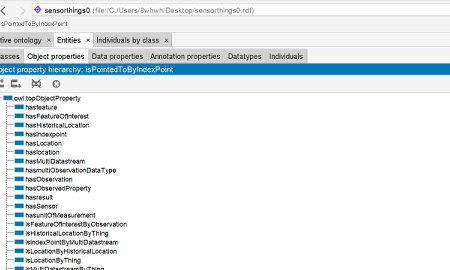 sensorthings0 (file:/C:/Users/8whwh/Desktop/sensorthings0.rdf)
isPointedToByIndexPoint
tive ontology × Entities × Individuals by class ×
asses Object properties Data properties Annotation properties Datatypes Individuals
bject property hierarchy: isPointedToByIndexPoint
owl:topObjectProperty
hasfeature
hasFeatureOfInterest
hasHistoricalLocation
hasIndexpoint
hasLocation
haslocation
hasMultiDatastream
hasmultiObservationDataType
hasObservation
hasObservedProperty
hasresult
hasSensor
hasunitOfMeasurement
isFeatureOfInterestByObservation
isHistoricalLocationByThing
isIndexPointByMultiDatastream
isLocationByHistoricalLocation
isLocationByThing
isMultiDatastreamByThing